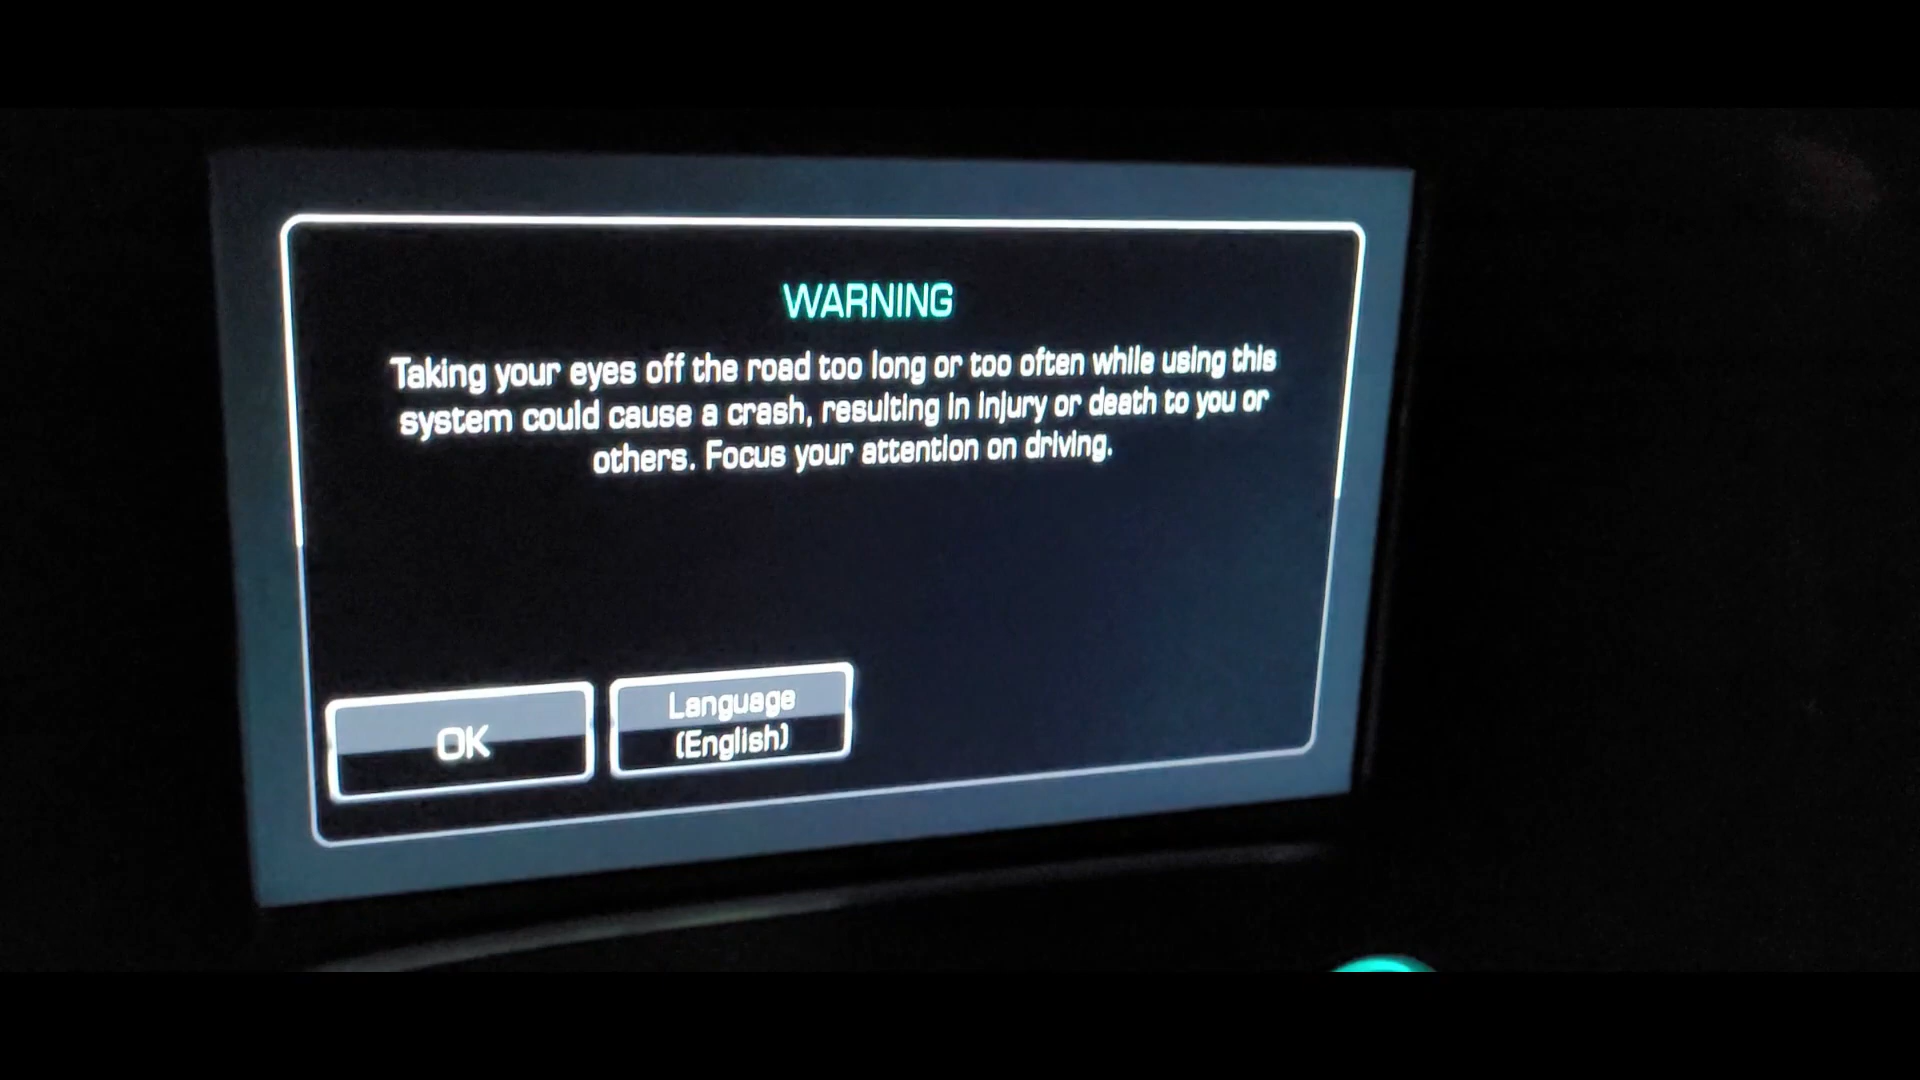 WARNING
Taking your eyes off the road too long or too often while using this
system could cause a crash, resulting in injury or death to you or
others. Focus your attention on driving.
OK
Language
(English)